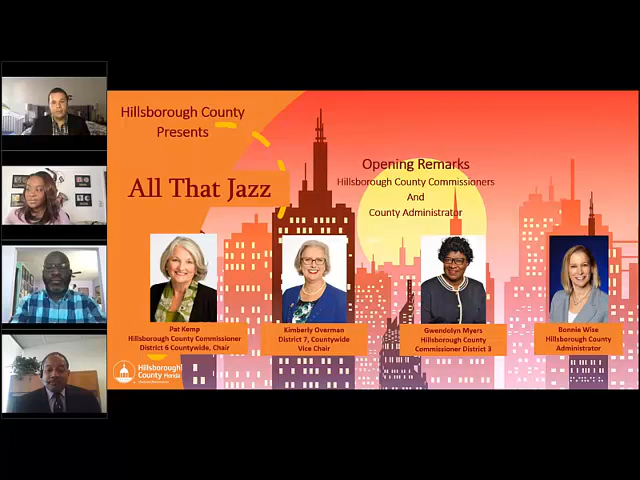 Hillsborough County
Presents
All That Jazz
Opening Remarks
Hillsborough County Commissioners
And
County Administrator
Pat Kemp
Hillsborough County Commissioner
District 6 Countywide, Chair
Kimberly Overman
District 7, Countywide
Vice Chair
Gwendolyn Myers
Hillsborough County
Commissioner District 3
Bonnie Wise
Hillsborough County
Administrator
Hillsborough
County Florida